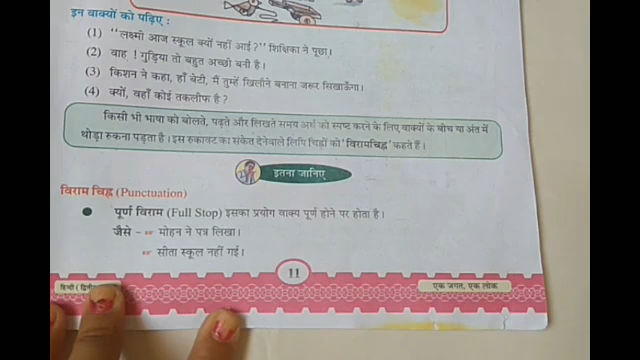 इन वाक्यों को पढ़िए :
(1) “लक्ष्मी आज स्कूल क्यों नहीं आई?” शिक्षिका ने पूछा।
(2) वाह ! गुड़िया तो बहुत अच्छी बनी है।
(3) किशन ने कहा, हाँ बेटी, मैं तुम्हें खिलौने बनाना जरूर सिखाऊँगा।
(4) क्यों, वहाँ कोई तकलीफ है ?
किसी भी भाषा को बोलते, पढ़ते और लिखते समय अर्थ को स्पष्ट करने के लिए वाक्यों के बीच या अंत में
थोड़ा रुकना पड़ता है। इस रुकावट का संकेत देनेवाले लिपि चिह्नों को ‘विरामचिह्न’ कहते हैं।
इतना जानिए
विराम चिह्न (Punctuation)
● पूर्ण विराम (Full Stop) इसका प्रयोग वाक्य पूर्ण होने पर होता है।
जैसे – ☞ मोहन ने पत्र लिखा।
☞ सीता स्कूल नहीं गई।
11
हिन्दी (द्विती
एक जगत, एक लोक